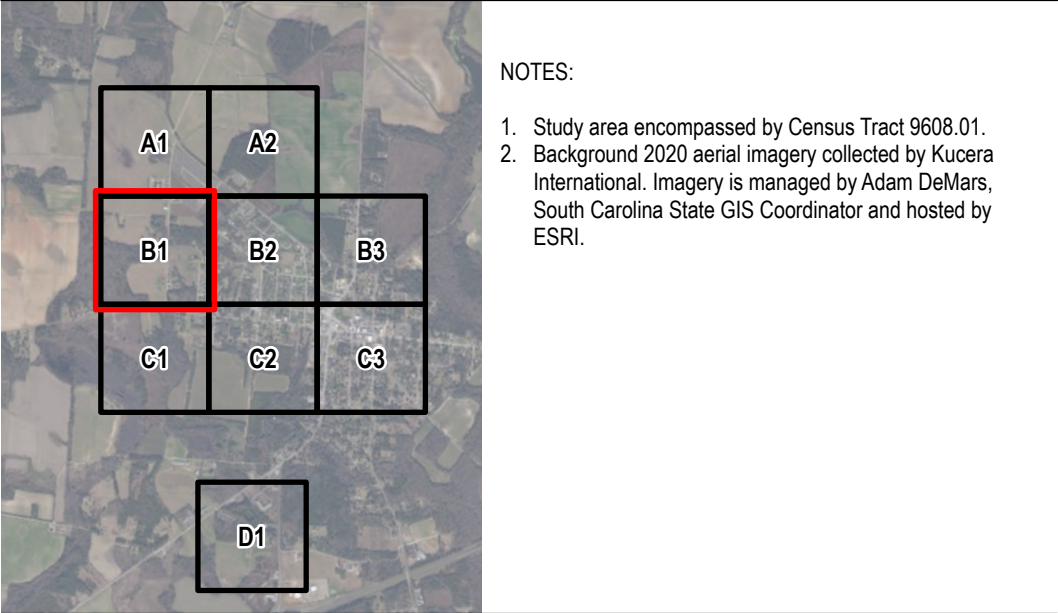 A1 A2
B1 B2 B3
C1 C2 C3
D1
NOTES:
1. Study area encompassed by Census Tract 9608.01.
2. Background 2020 aerial imagery collected by Kucera
International. Imagery is managed by Adam DeMars,
South Carolina State GIS Coordinator and hosted by
ESRI.